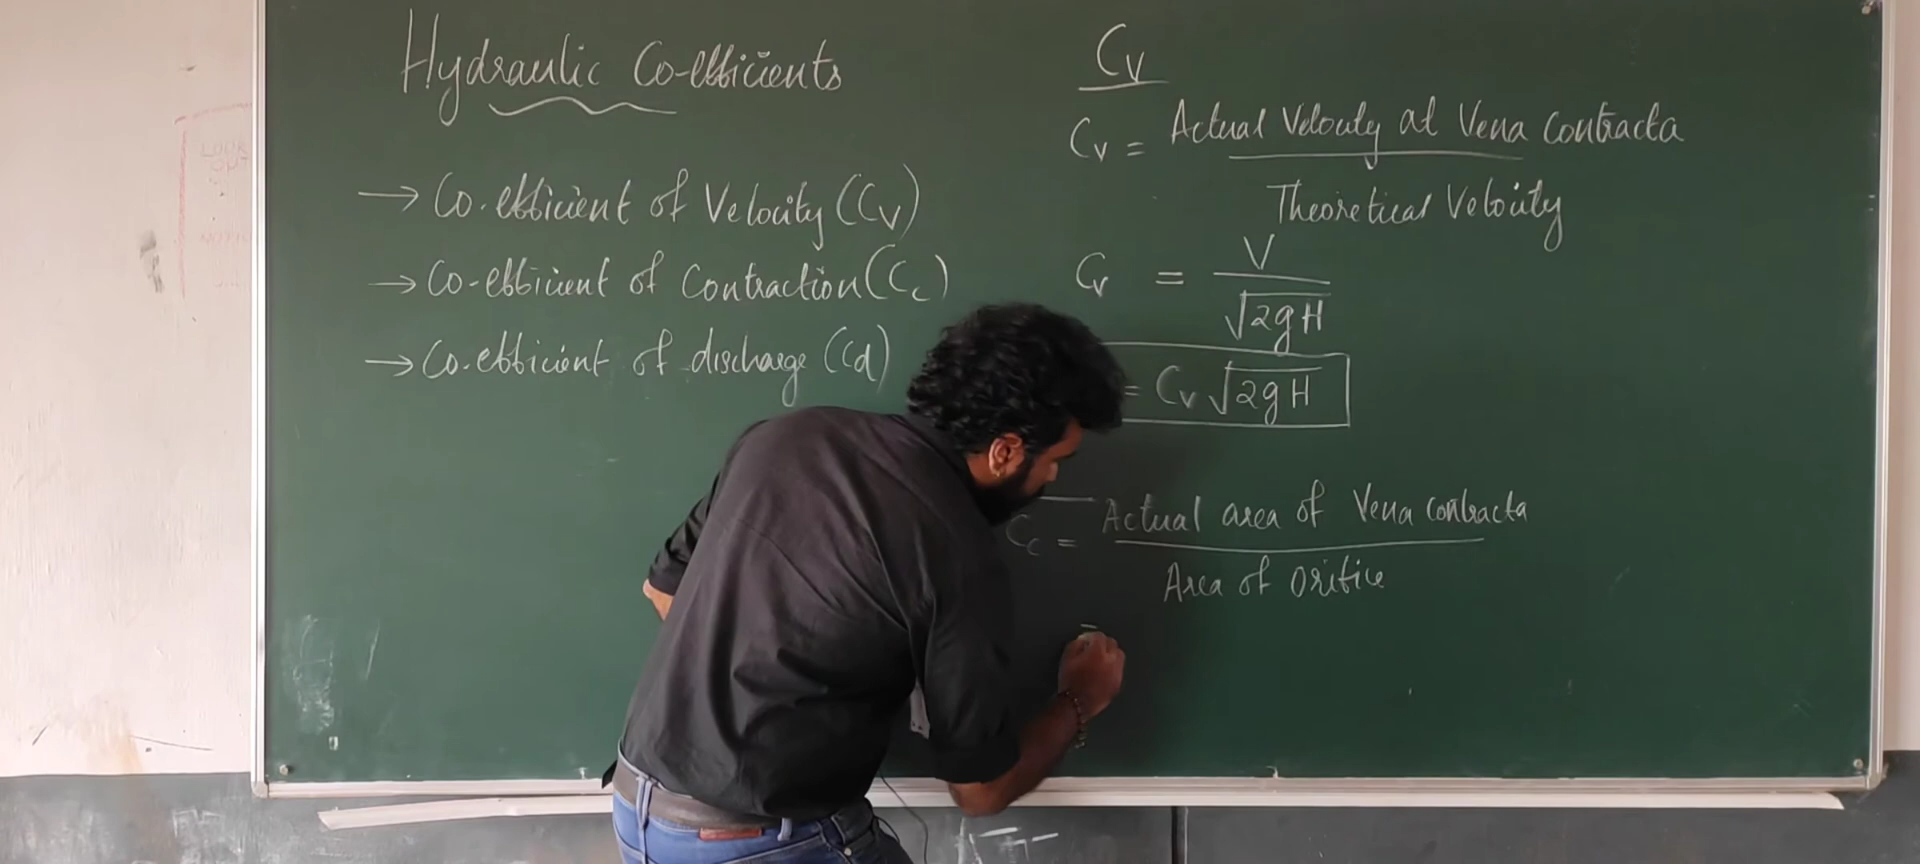 Hydraulic Co-efficients
→ Co-efficient of Velocity (Cv)
→ Co-efficient of Contraction (Cc)
→ Co-efficient of discharge (Cd)
Cv
Cv = Actual Velocity at Vena Contracta
Theoretical Velocity
Cv = V
√2gH
= Cv √2gH
Cc = Actual area of Vena contracta
Area of Orifice